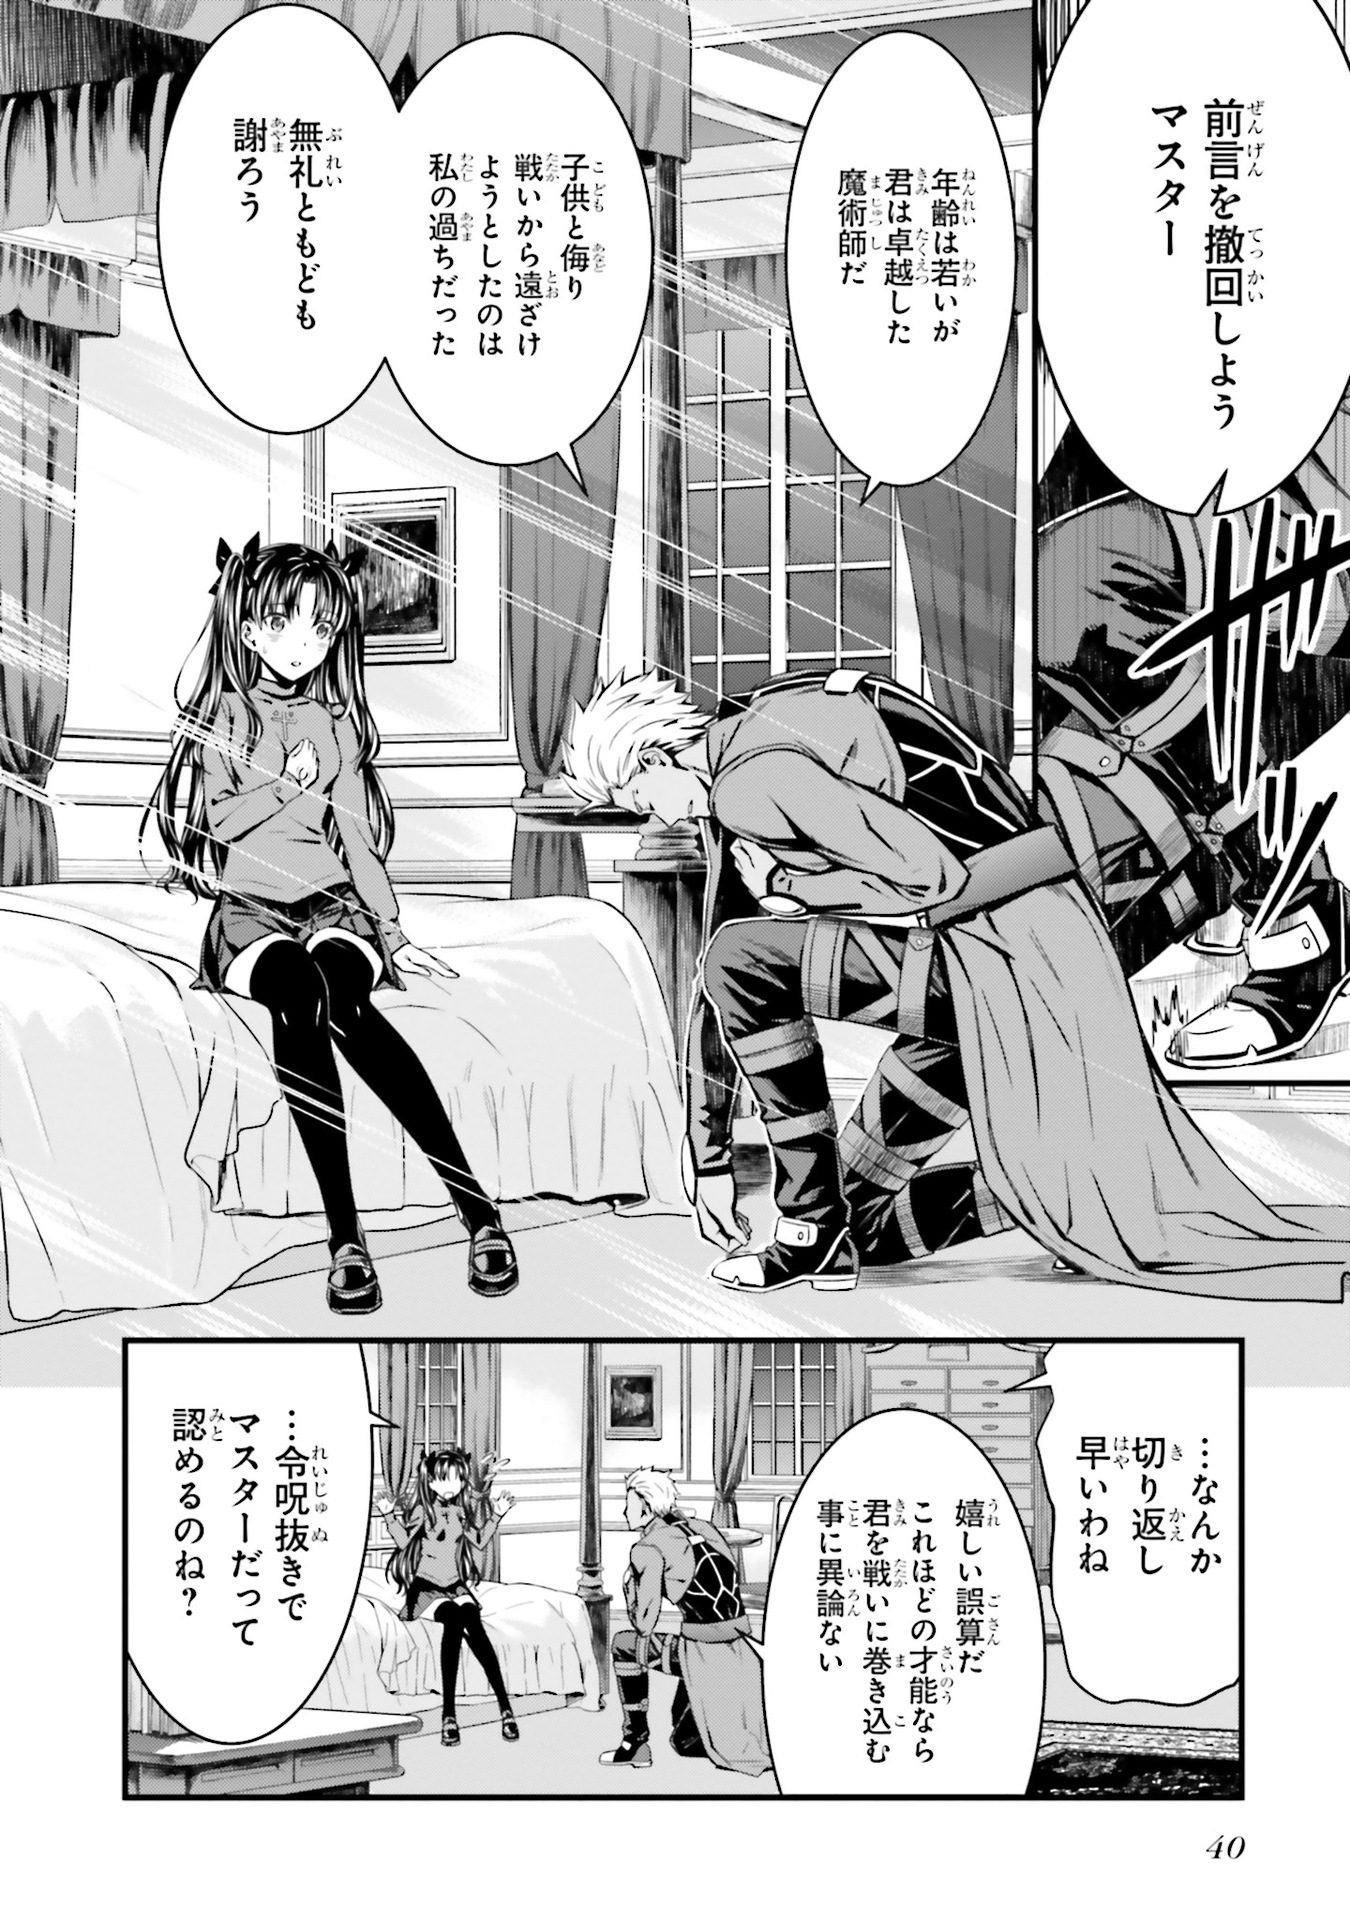 前言を撤回しよう
マスター
年齢は若いが
君は卓越した
魔術師だ
子供と侮り
戦いから遠ざけ
ようとしたのは
私の過ちだった
無礼ともども
謝ろう
ザッ
…なんか
切り返し
早いわね
嬉しい誤算だ
これほどの才能なら
君を戦いに巻き込む
事に異論ない
…令呪抜きで
マスターだって
認めるのね?
40